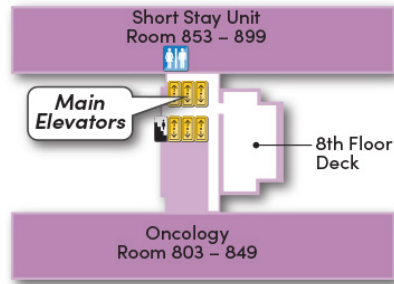 Short Stay Unit
Room 853 – 899
Main
Elevators
8th Floor
Deck
Oncology
Room 803 – 849